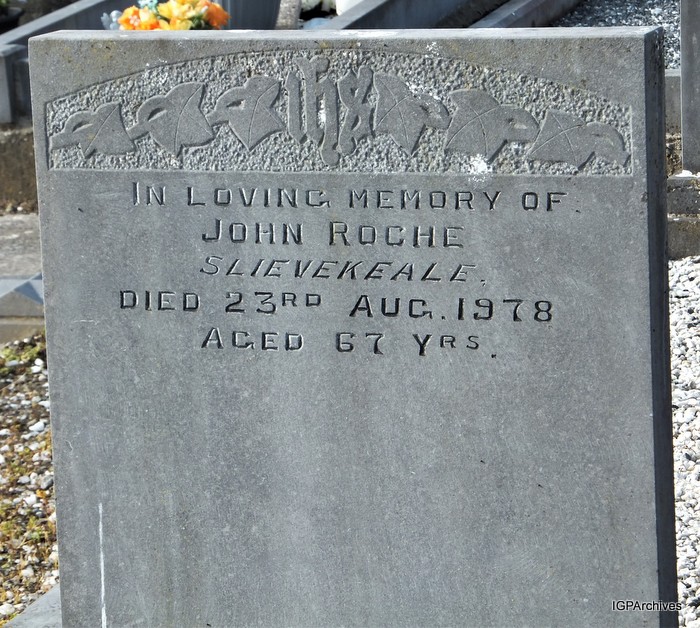 IHS
IN LOVING MEMORY OF.
JOHN ROCHE
SLIEVEKEALE.
DIED 23RD AUG. 1978
AGED 67 YRS.
IGPArchives